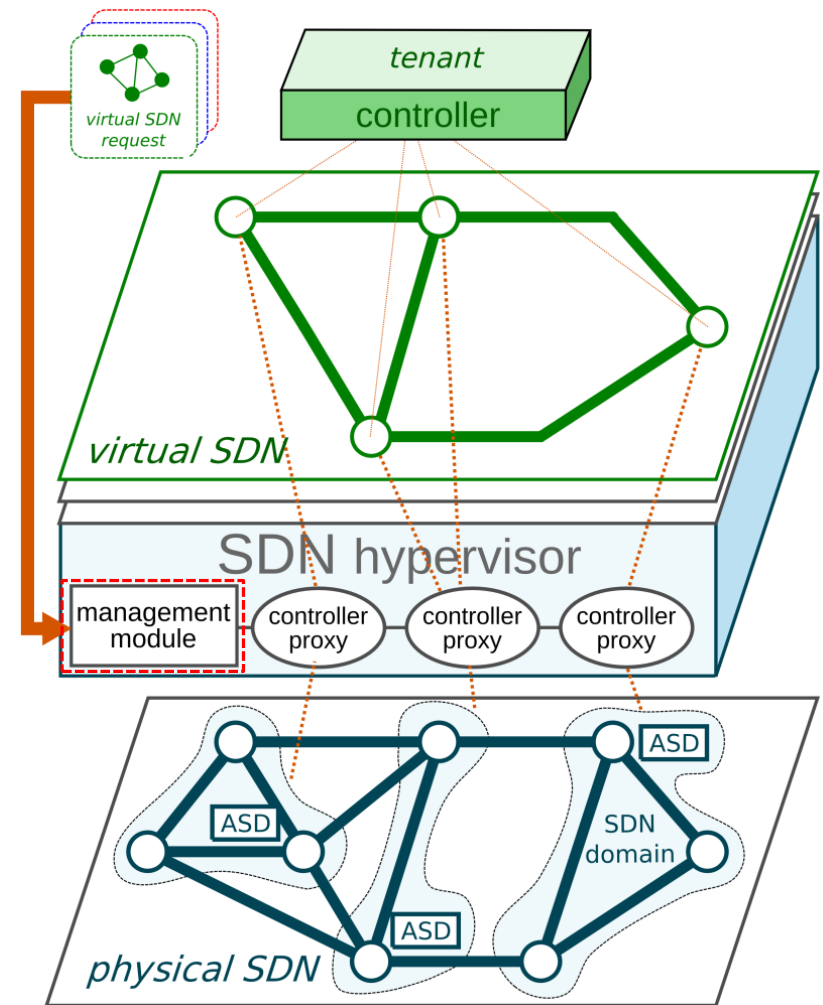 virtual SDN
request
tenant
controller
virtual SDN
SDN hypervisor
management
module
controller
proxy
controller
proxy
controller
proxy
ASD
ASD
SDN
domain
ASD
physical SDN